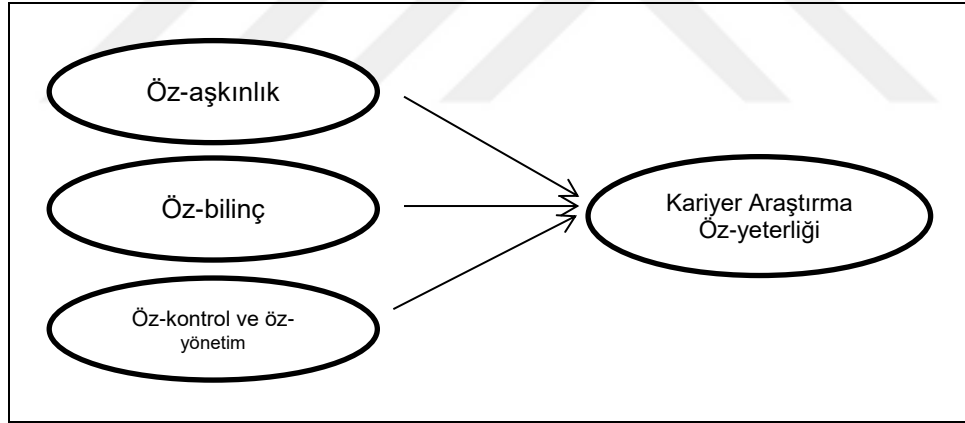 Öz-aşkınlık
Öz-bilinç
Öz-kontrol ve öz-
yönetim
Kariyer Araştırma
Öz-yeterliği